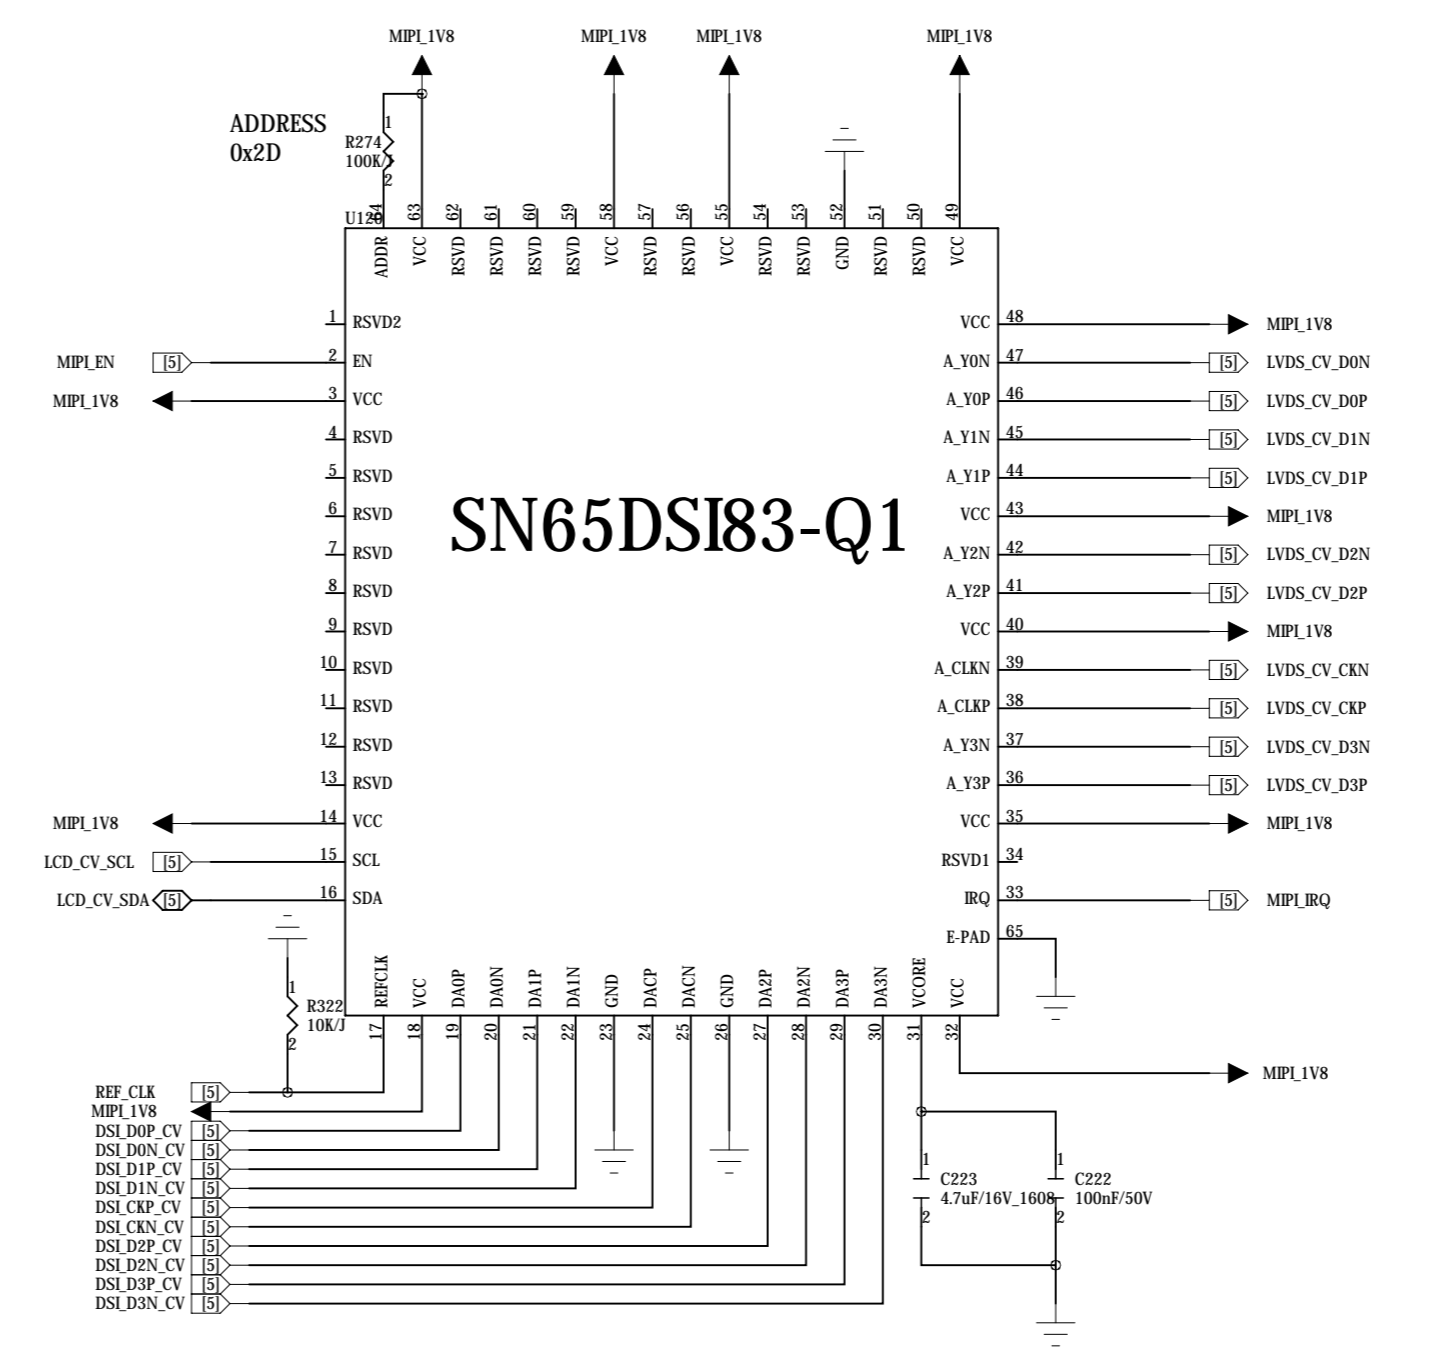 MIPI_1V8
MIPI_1V8
MIPI_1V8
MIPI_1V8
ADDRESS
0x2D
1
R274
100K/J
2
U120
64
63
62
61
60
59
58
57
56
55
54
53
52
51
50
49
ADDR
VCC
RSVD
RSVD
RSVD
RSVD
VCC
RSVD
RSVD
VCC
RSVD
RSVD
GND
RSVD
RSVD
VCC
1 RSVD2
MIPI_EN [5] 2 EN
MIPI_1V8 3 VCC
4 RSVD
5 RSVD
6 RSVD
7 RSVD
8 RSVD
9 RSVD
10 RSVD
11 RSVD
12 RSVD
13 RSVD
MIPI_1V8 14 VCC
LCD_CV_SCL [5] 15 SCL
LCD_CV_SDA [5] 16 SDA
SN65DSI83-Q1
VCC 48 MIPI_1V8
A_Y0N 47 [5] LVDS_CV_D0N
A_Y0P 46 [5] LVDS_CV_D0P
A_Y1N 45 [5] LVDS_CV_D1N
A_Y1P 44 [5] LVDS_CV_D1P
VCC 43 MIPI_1V8
A_Y2N 42 [5] LVDS_CV_D2N
A_Y2P 41 [5] LVDS_CV_D2P
VCC 40 MIPI_1V8
A_CLKN 39 [5] LVDS_CV_CKN
A_CLKP 38 [5] LVDS_CV_CKP
A_Y3N 37 [5] LVDS_CV_D3N
A_Y3P 36 [5] LVDS_CV_D3P
VCC 35 MIPI_1V8
RSVD1 34
IRQ 33 [5] MIPI_IRQ
E-PAD 65
REFCLK
VCC
DA0P
DA0N
DA1P
DA1N
GND
DACP
DACN
GND
DA2P
DA2N
DA3P
DA3N
VCORE
VCC
17
18
19
20
21
22
23
24
25
26
27
28
29
30
31
32
1
R322
10K/J
2
MIPI_1V8
REF_CLK [5]
MIPI_1V8
DSI_D0P_CV [5]
DSI_D0N_CV [5]
DSI_D1P_CV [5]
DSI_D1N_CV [5]
DSI_CKP_CV [5]
DSI_CKN_CV [5]
DSI_D2P_CV [5]
DSI_D2N_CV [5]
DSI_D3P_CV [5]
DSI_D3N_CV [5]
1
C223
4.7uF/16V_1608
2
1
C222
100nF/50V
2